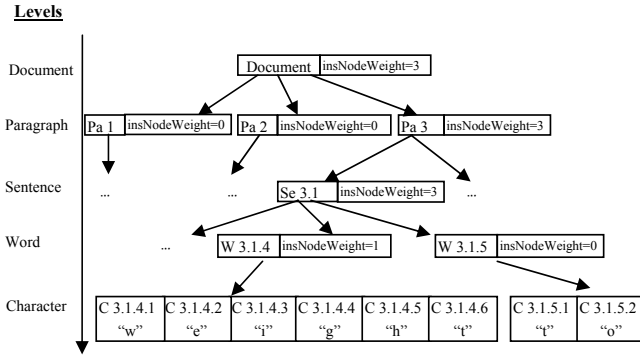 Levels
Document Document insNodeWeight=3
Paragraph Pa 1 insNodeWeight=0 Pa 2 insNodeWeight=0 Pa 3 insNodeWeight=3
Sentence ... ... Se 3.1 insNodeWeight=3 ...
Word ... W 3.1.4 insNodeWeight=1 W 3.1.5 insNodeWeight=0
Character C 3.1.4.1 C 3.1.4.2 C 3.1.4.3 C 3.1.4.4 C 3.1.4.5 C 3.1.4.6 C 3.1.5.1 C 3.1.5.2
“w” “e” “i” “g” “h” “t” “t” “o”